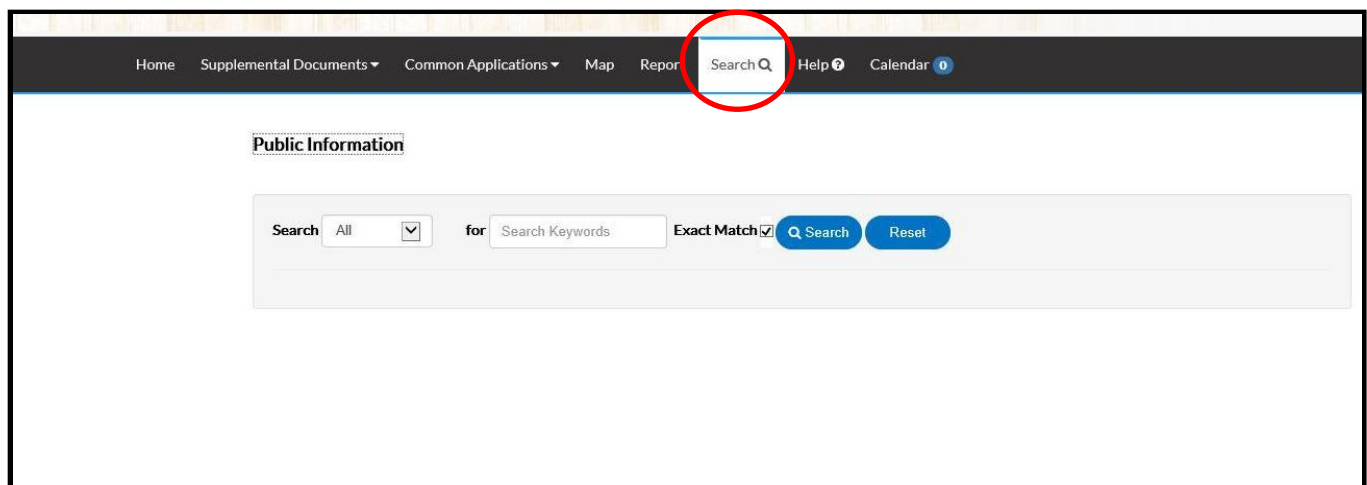 Home Supplemental Documents Common Applications Map Repor Search Help Calendar 0
Public Information
Search All for Search Keywords Exact Match Search Reset